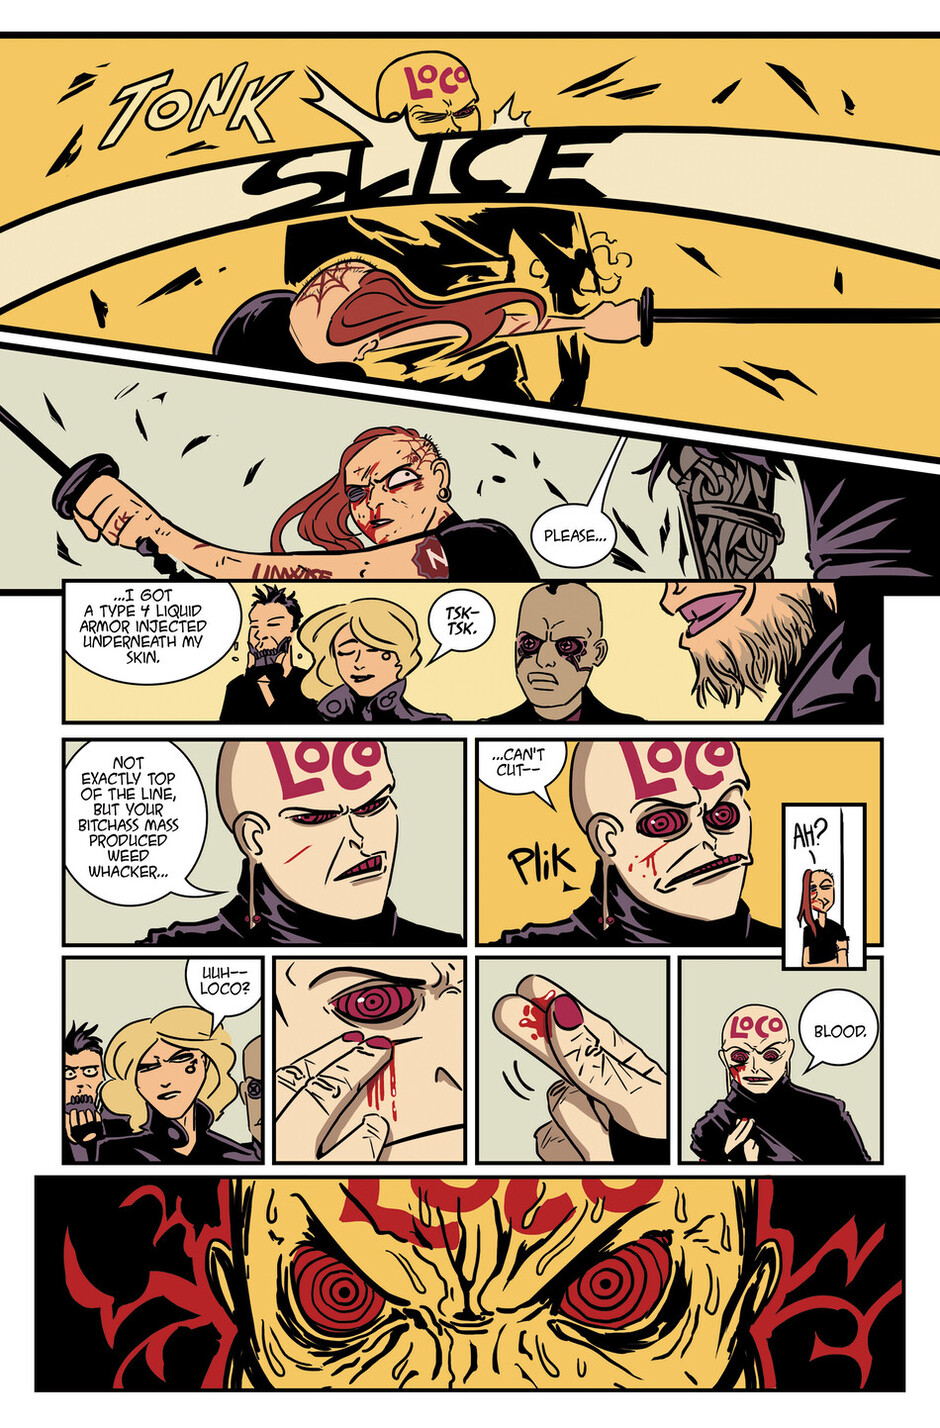 TONK
LOCO
SLICE
PLEASE...
N
...I GOT
A TYPE 4 LIQUID
ARMOR INJECTED
UNDERNEATH MY
SKIN.
TSK-
TSK.
NOT
EXACTLY TOP
OF THE LINE,
BUT YOUR
BITCHASS MASS
PRODUCED
WEED
WHACKER...
LOCO
...CAN'T
CUT--
LOCO
PLIK
AH?
UUH--
LOCO?
LOCO
BLOOD.
LOCO